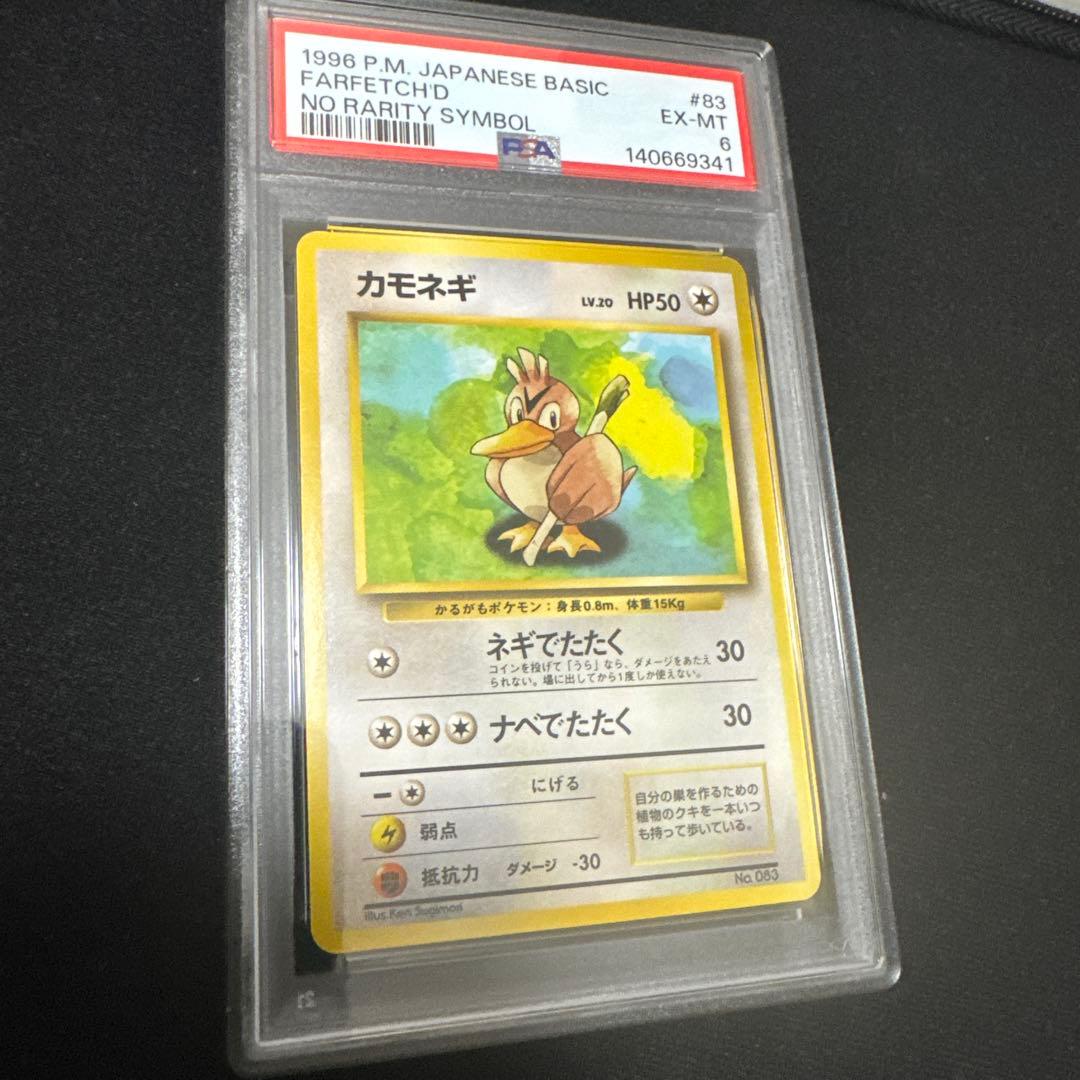 1996 P.M. JAPANESE BASIC
#83
FARFETCH'D
EX-MT
NO RARITY SYMBOL
6
PSA
140669341
カモネギ
LV.20 HP50
かるがもポケモン：身長0.8m、体重15Kg
ネギでたたく
30
コインを投げて「うら」なら、ダメージをあたえ
られない。場に出してから1度しか使えない。
ナベでたたく
30
にげる
弱点
抵抗力 ダメージ -30
自分の巣を作るための
植物のクキを一本いつ
も持って歩いている。
No. 083
Illus. Ken Sugimori
21